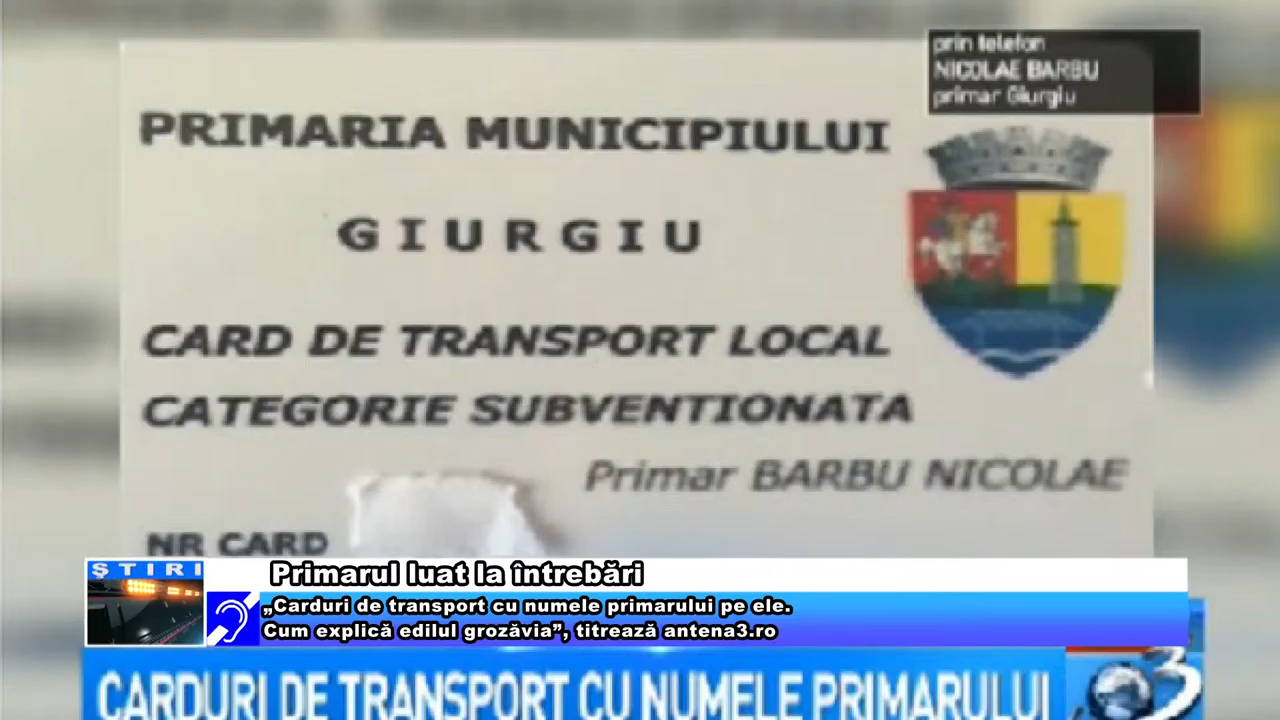 prin telefon
NICOLAE BARBU
primar Giurgiu
PRIMARIA MUNICIPIULUI
GIURGIU
CARD DE TRANSPORT LOCAL
CATEGORIE SUBVENTIONATA
Primar BARBU NICOLAE
NR CARD
ȘTIRI
Primarul luat la întrebări
„Carduri de transport cu numele primarului pe ele.
Cum explică edilul grozăvia”, titrează antena3.ro
CARDURI DE TRANSPORT CU NUMELE PRIMARULUI
3